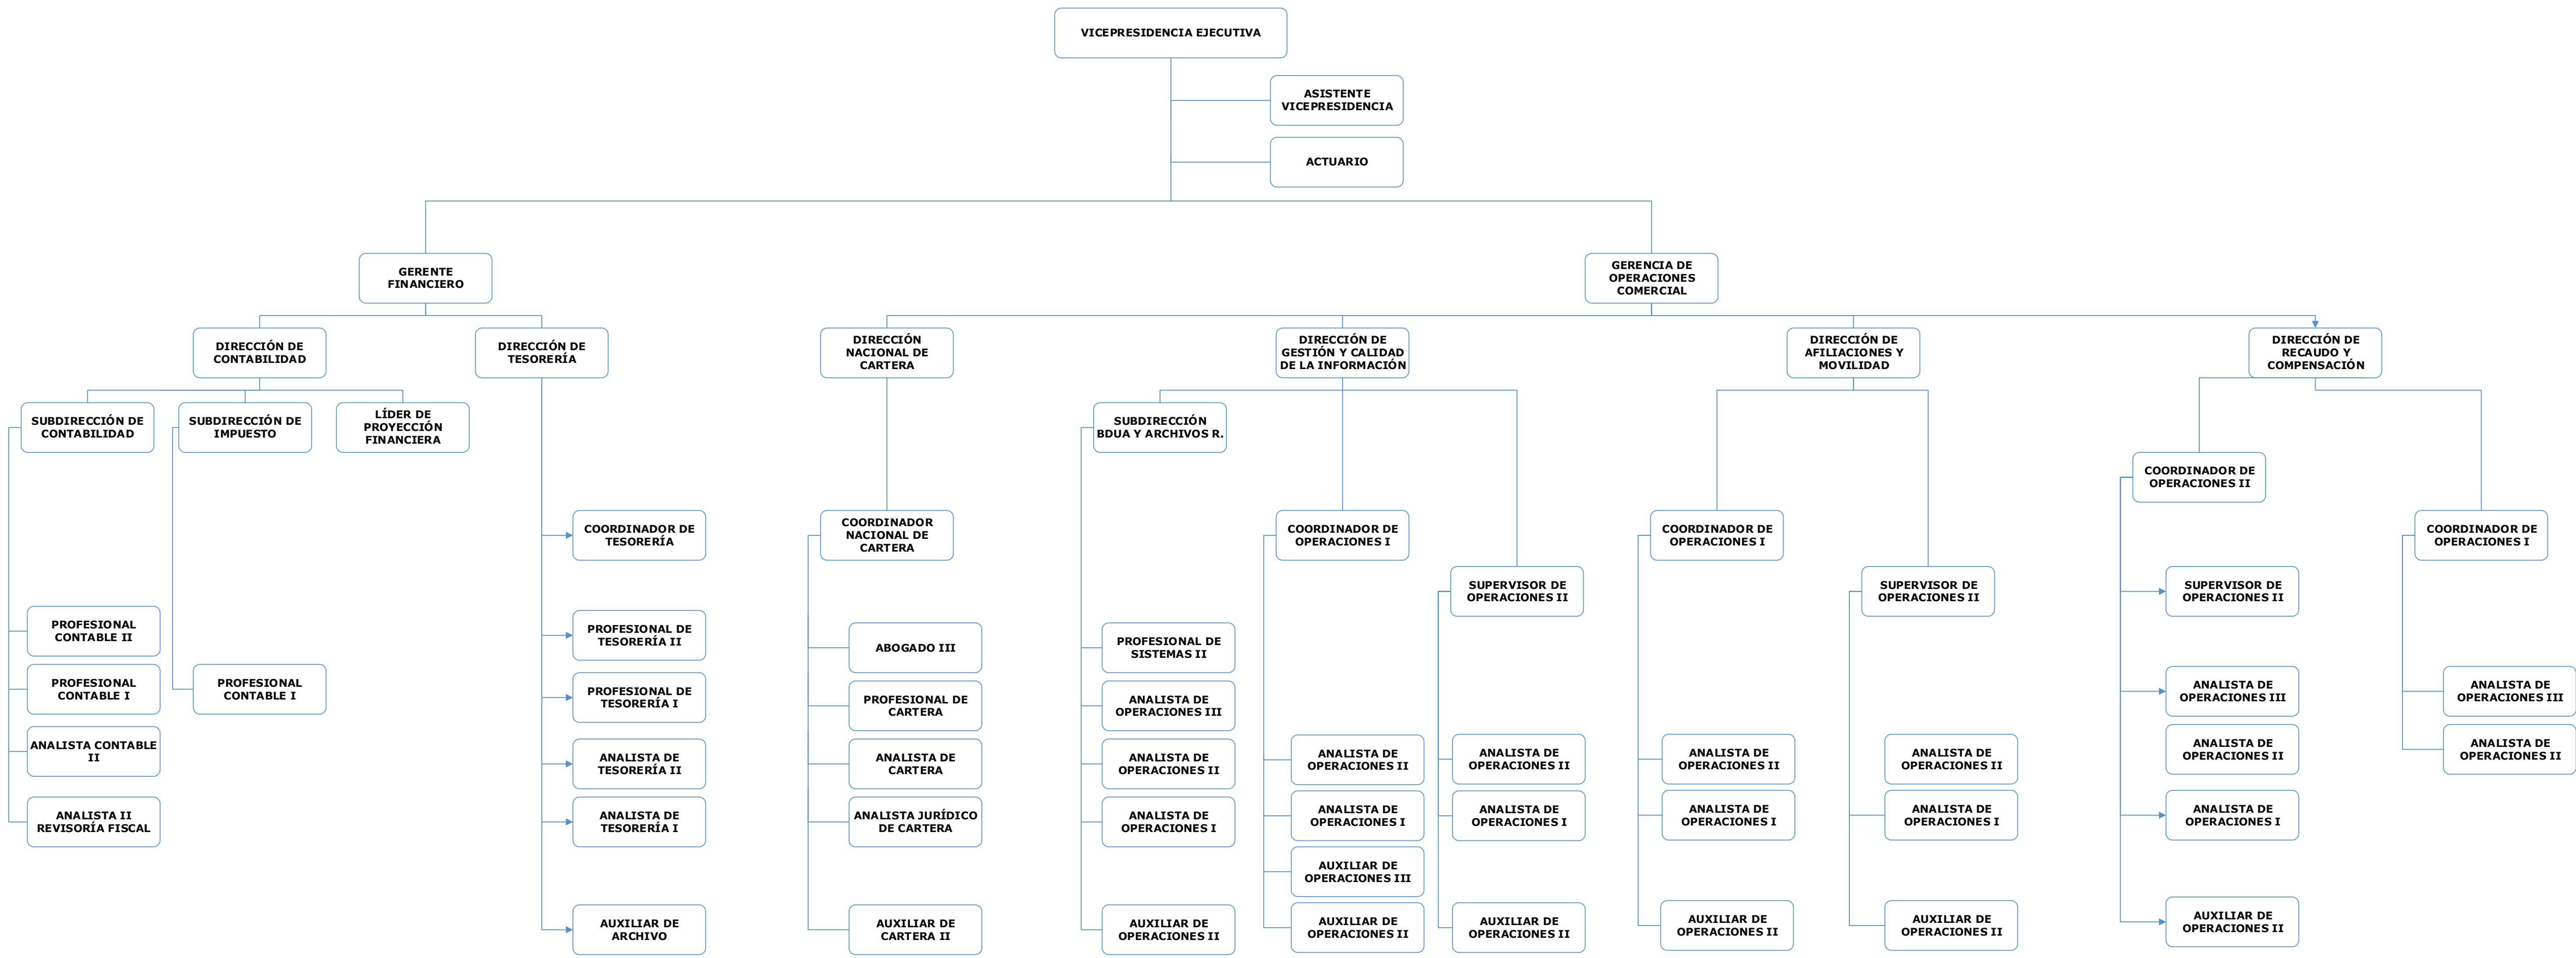 VICEPRESIDENCIA EJECUTIVA
ASISTENTE
VICEPRESIDENCIA
ACTUARIO
GERENTE
FINANCIERO
GERENCIA DE
OPERACIONES
COMERCIAL
DIRECCIÓN DE
CONTABILIDAD
DIRECCIÓN DE
TESORERÍA
DIRECCIÓN
NACIONAL DE
CARTERA
DIRECCIÓN DE
GESTIÓN Y CALIDAD
DE LA INFORMACIÓN
DIRECCIÓN DE
AFILIACIONES Y
MOVILIDAD
DIRECCIÓN DE
RECAUDO Y
COMPENSACIÓN
SUBDIRECCIÓN DE
CONTABILIDAD
SUBDIRECCIÓN DE
IMPUESTO
LÍDER DE
PROYECCIÓN
FINANCIERA
SUBDIRECCIÓN
BDUA Y ARCHIVOS R.
COORDINADOR DE
OPERACIONES II
COORDINADOR DE
TESORERÍA
COORDINADOR
NACIONAL DE
CARTERA
COORDINADOR DE
OPERACIONES I
COORDINADOR DE
OPERACIONES I
COORDINADOR DE
OPERACIONES I
SUPERVISOR DE
OPERACIONES II
SUPERVISOR DE
OPERACIONES II
SUPERVISOR DE
OPERACIONES II
PROFESIONAL
CONTABLE II
PROFESIONAL DE
TESORERÍA II
ABOGADO III
PROFESIONAL DE
SISTEMAS II
PROFESIONAL
CONTABLE I
PROFESIONAL
CONTABLE I
PROFESIONAL DE
TESORERÍA I
PROFESIONAL DE
CARTERA
ANALISTA DE
OPERACIONES III
ANALISTA DE
OPERACIONES III
ANALISTA DE
OPERACIONES III
ANALISTA CONTABLE
II
ANALISTA DE
TESORERÍA II
ANALISTA DE
CARTERA
ANALISTA DE
OPERACIONES II
ANALISTA DE
OPERACIONES II
ANALISTA DE
OPERACIONES II
ANALISTA DE
OPERACIONES II
ANALISTA DE
OPERACIONES II
ANALISTA DE
OPERACIONES II
ANALISTA DE
OPERACIONES II
ANALISTA II
REVISORÍA FISCAL
ANALISTA DE
TESORERÍA I
ANALISTA JURÍDICO
DE CARTERA
ANALISTA DE
OPERACIONES I
ANALISTA DE
OPERACIONES I
ANALISTA DE
OPERACIONES I
ANALISTA DE
OPERACIONES I
ANALISTA DE
OPERACIONES I
ANALISTA DE
OPERACIONES I
AUXILIAR DE
OPERACIONES III
AUXILIAR DE
ARCHIVO
AUXILIAR DE
CARTERA II
AUXILIAR DE
OPERACIONES II
AUXILIAR DE
OPERACIONES II
AUXILIAR DE
OPERACIONES II
AUXILIAR DE
OPERACIONES II
AUXILIAR DE
OPERACIONES II
AUXILIAR DE
OPERACIONES II